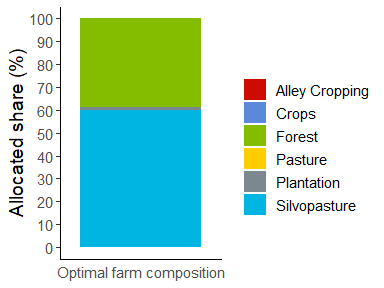 Allocated share (%)
100
90
80
70
60
50
40
30
20
10
0
Optimal farm composition
Alley Cropping
Crops
Forest
Pasture
Plantation
Silvopasture